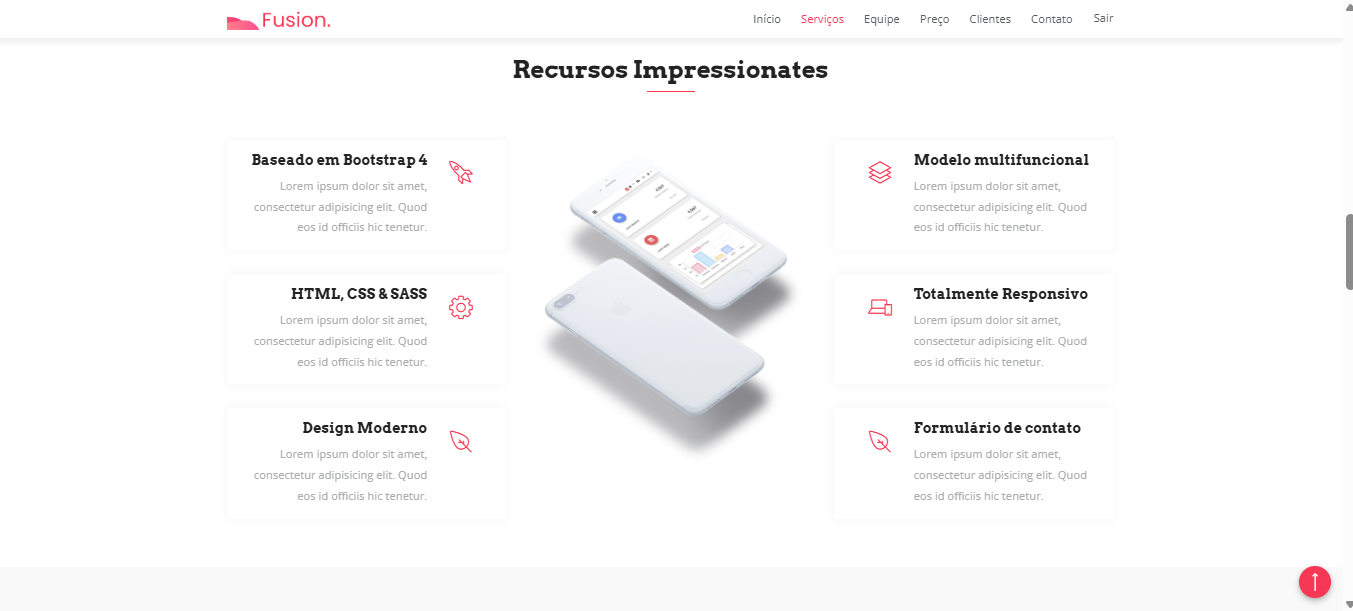 Fusion.
Início Serviços Equipe Preço Clientes Contato Sair
Recursos Impressionates
Baseado em Bootstrap 4
Lorem ipsum dolor sit amet,
consectetur adipisicing elit. Quod
eos id officiis hic tenetur.
HTML, CSS & SASS
Lorem ipsum dolor sit amet,
consectetur adipisicing elit. Quod
eos id officiis hic tenetur.
Design Moderno
Lorem ipsum dolor sit amet,
consectetur adipisicing elit. Quod
eos id officiis hic tenetur.
Modelo multifuncional
Lorem ipsum dolor sit amet,
consectetur adipisicing elit. Quod
eos id officiis hic tenetur.
Totalmente Responsivo
Lorem ipsum dolor sit amet,
consectetur adipisicing elit. Quod
eos id officiis hic tenetur.
Formulário de contato
Lorem ipsum dolor sit amet,
consectetur adipisicing elit. Quod
eos id officiis hic tenetur.